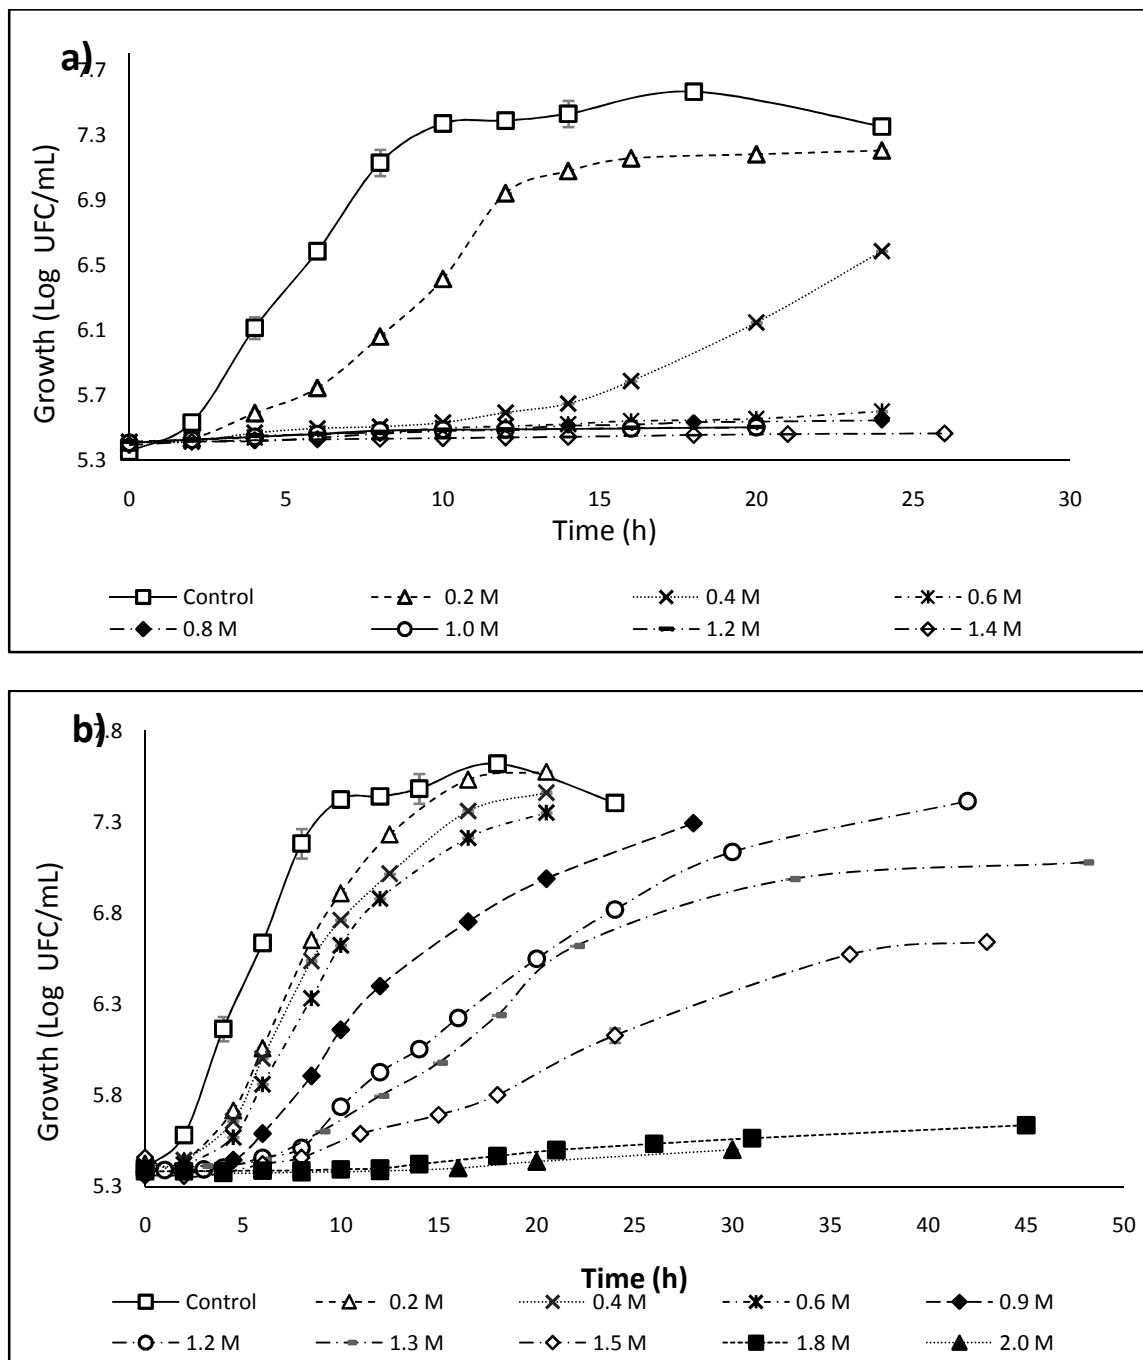 a)
7.7
7.3
6.9
6.5
6.1
5.7
5.3
Growth (Log UFC/mL)
0 5 10 15 20 25 30
Time (h)
Control 0.2 M 0.4 M 0.6 M
0.8 M 1.0 M 1.2 M 1.4 M
b)
7.8
7.3
6.8
6.3
5.8
5.3
Growth (Log UFC/mL)
0 5 10 15 20 25 30 35 40 45 50
Time (h)
Control 0.2 M 0.4 M 0.6 M 0.9 M
1.2 M 1.3 M 1.5 M 1.8 M 2.0 M